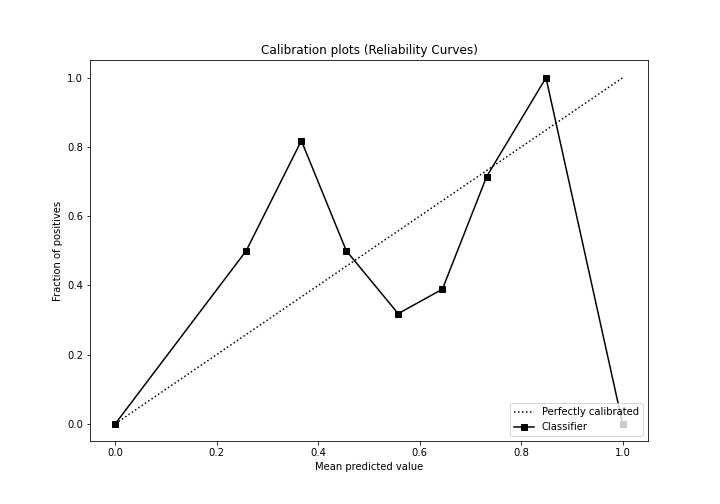 Calibration plots (Reliability Curves)
1.0
0.8
0.6
0.4
0.2
0.0
Fraction of positives
0.0 0.2 0.4 0.6 0.8 1.0
Mean predicted value
Perfectly calibrated
Classifier